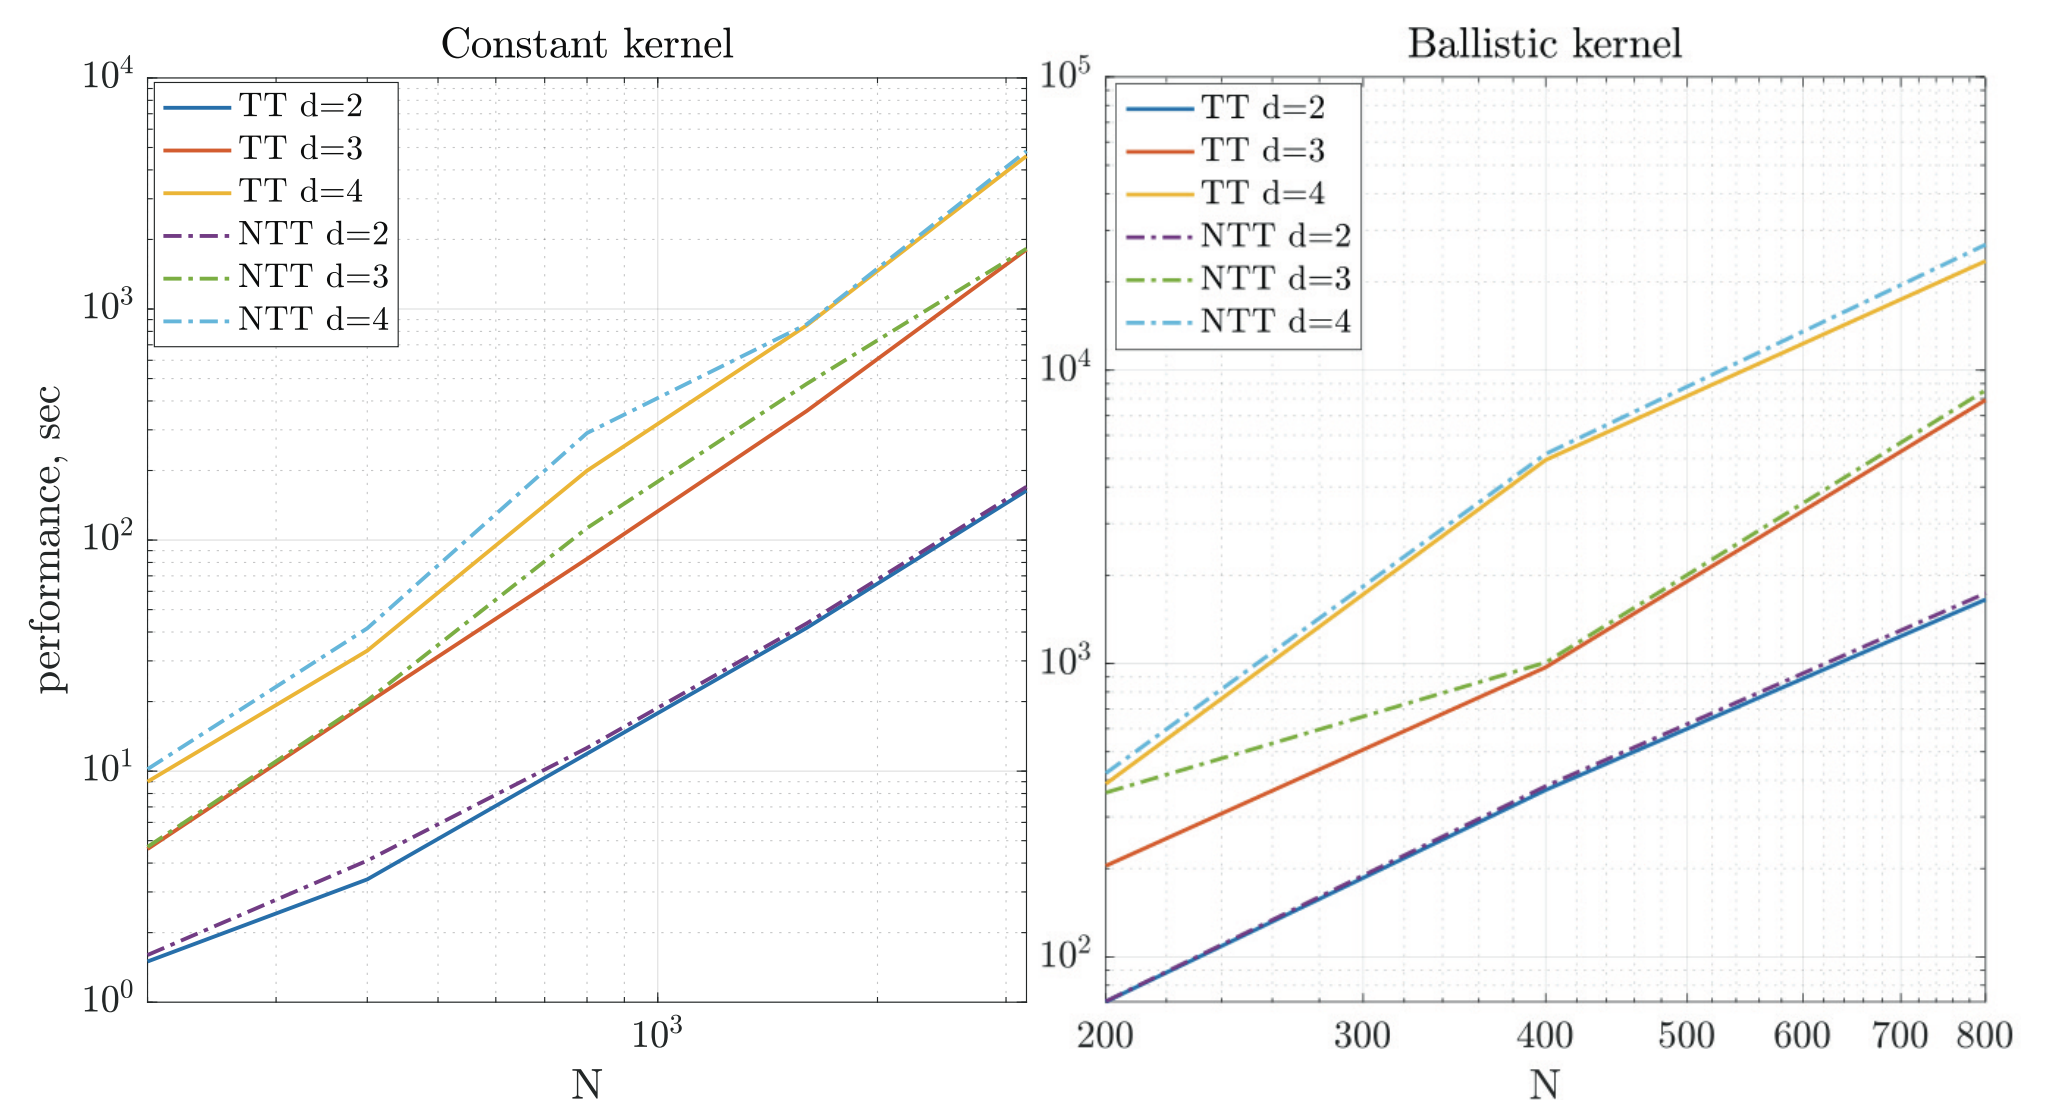 Constant kernel
10^4
10^3
10^2
10^1
10^0
performance, sec
TT d=2
TT d=3
TT d=4
NTT d=2
NTT d=3
NTT d=4
10^3
N
Ballistic kernel
10^5
10^4
10^3
10^2
TT d=2
TT d=3
TT d=4
NTT d=2
NTT d=3
NTT d=4
200 300 400 500 600 700 800
N